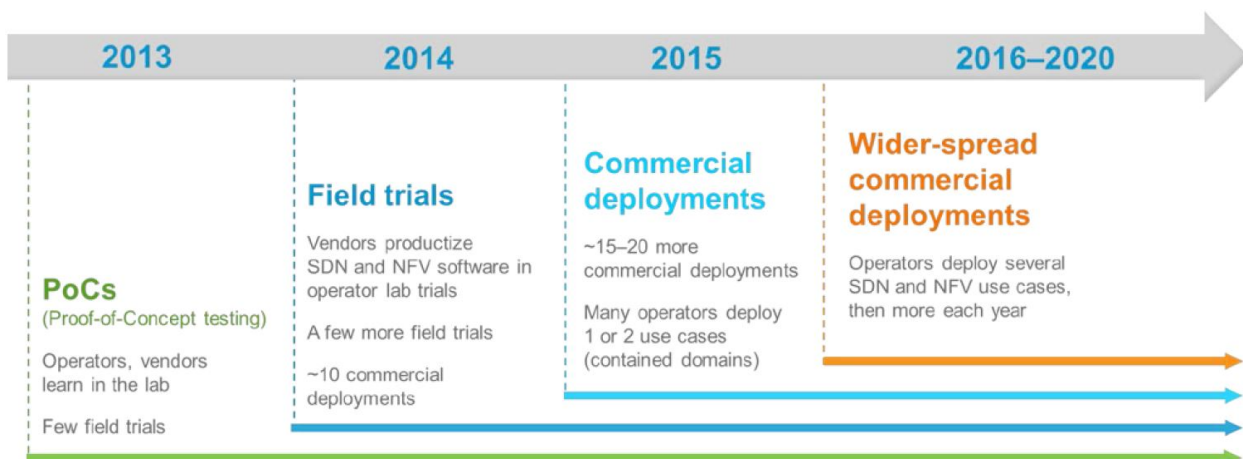 2013
2014
2015
2016–2020
PoCs
(Proof-of-Concept testing)
Operators, vendors
learn in the lab
Few field trials
Field trials
Vendors productize
SDN and NFV software in
operator lab trials
A few more field trials
~10 commercial
deployments
Commercial
deployments
~15–20 more
commercial deployments
Many operators deploy
1 or 2 use cases
(contained domains)
Wider-spread
commercial
deployments
Operators deploy several
SDN and NFV use cases,
then more each year